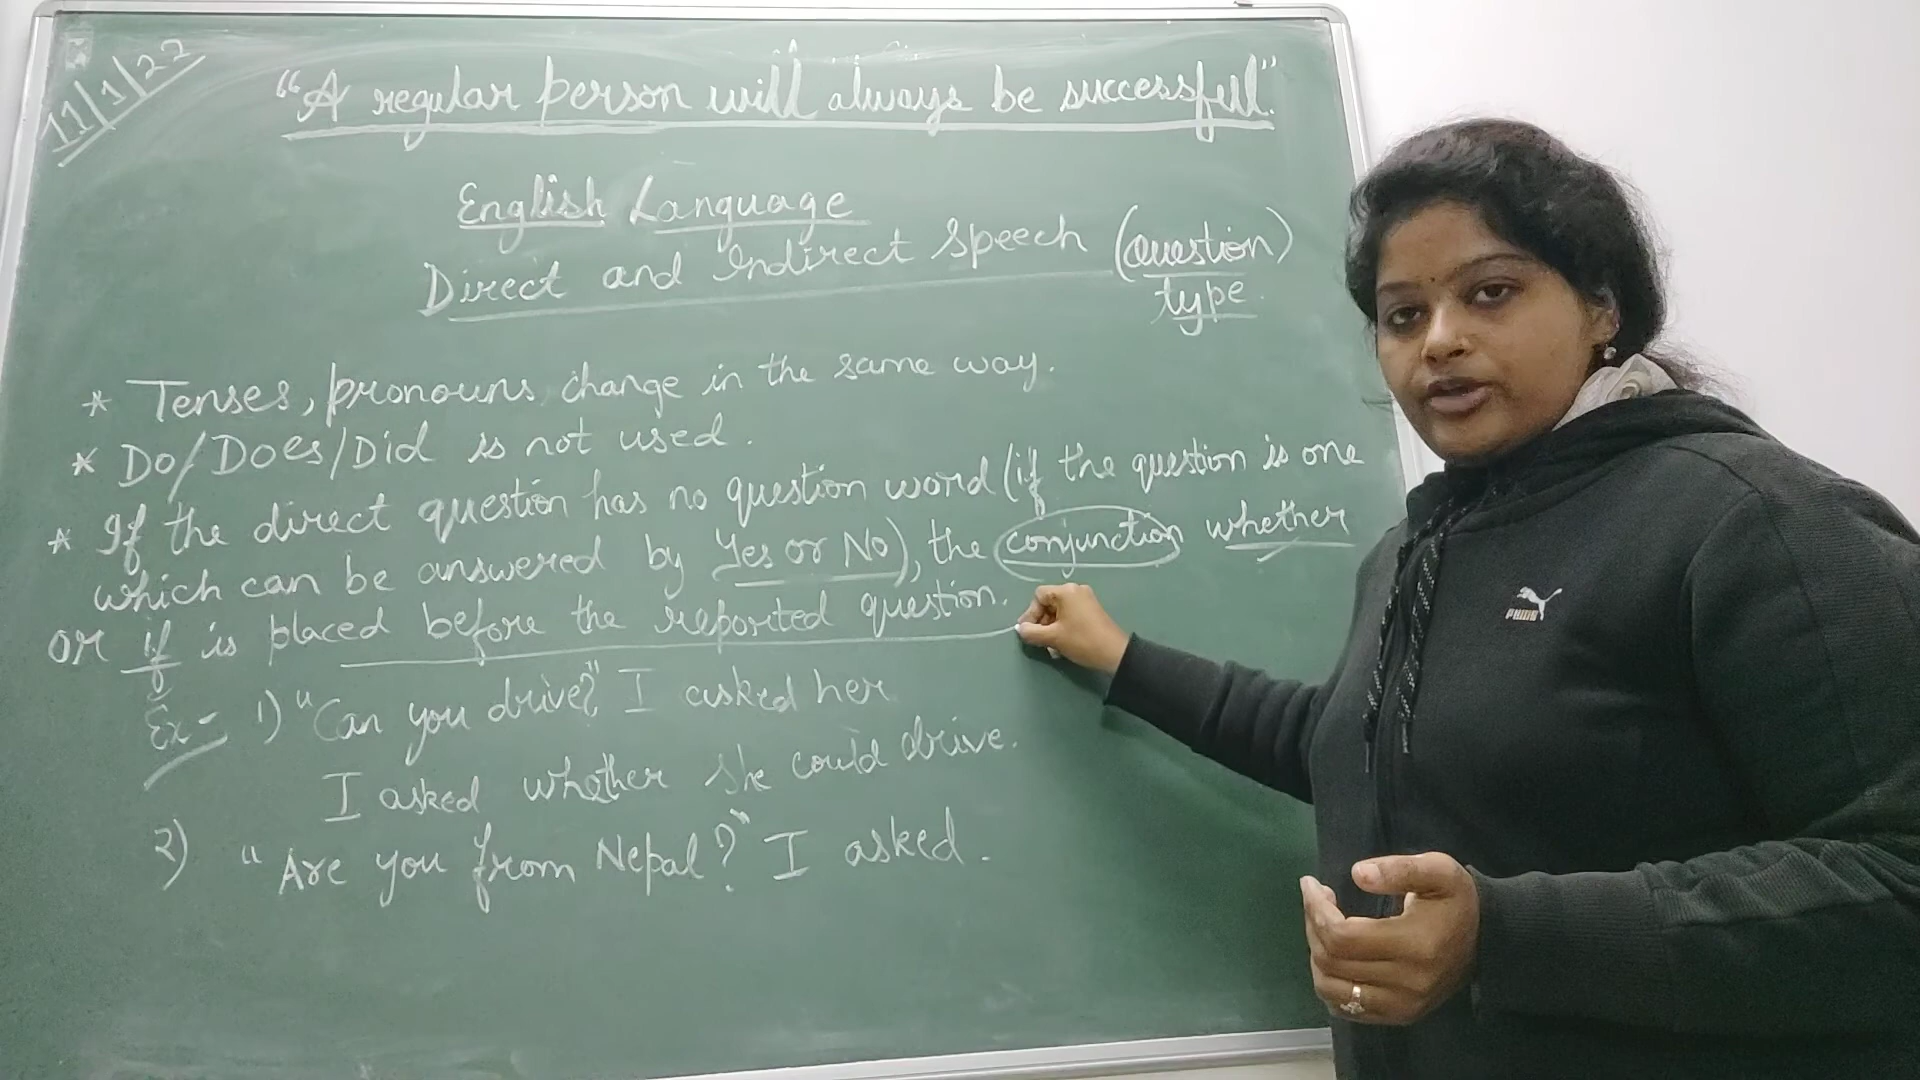 11/1/22
"A regular person will always be successful."
English Language
Direct and Indirect Speech (Question)
type.
* Tenses, pronouns change in the same way.
* Do/Does/Did is not used.
* If the direct question has no question word (if the question is one
which can be answered by Yes or No), the conjunction whether
or if is placed before the reported question.
Ex- 1) "Can you drive?" I asked her
I asked whether she could drive.
2) "Are you from Nepal?" I asked.
PUMA